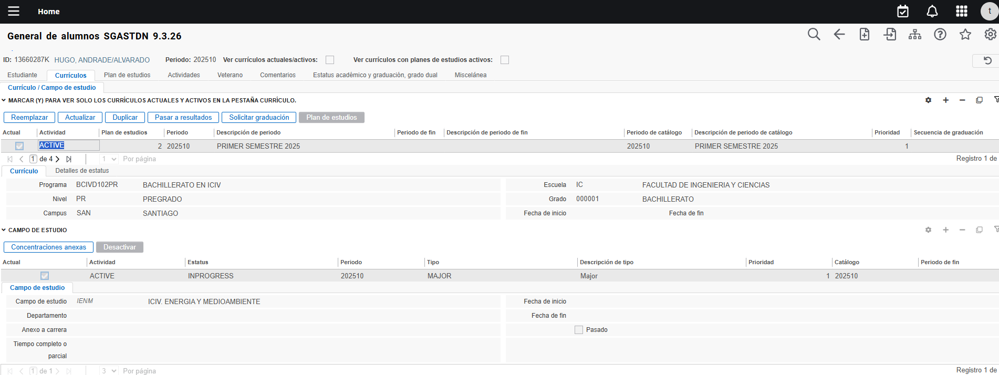 Home
t
General de alumnos SGASTDN 9.3.26
ID: 13660287K HUGO, ANDRADE/ALVARADO Periodo: 202510 Ver currículos actuales/activos: Ver currículos con planes de estudios activos:
Estudiante Currículos Plan de estudios Actividades Veterano Comentarios Estatus académico y graduación, grado dual Miscelánea
Currículo / Campo de estudio
MARCAR (Y) PARA VER SOLO LOS CURRÍCULOS ACTUALES Y ACTIVOS EN LA PESTAÑA CURRÍCULO.
Reemplazar Actualizar Duplicar Pasar a resultados Solicitar graduación Plan de estudios
Actual Actividad Plan de estudios Periodo Descripción de periodo Periodo de fin Descripción de periodo de fin Periodo de catálogo Descripción de periodo de catálogo Prioridad Secuencia de graduación
ACTIVE 2 202510 PRIMER SEMESTRE 2025 202510 PRIMER SEMESTRE 2025 1
1 de 4 1 Por página Registro 1 de
Currículo Detalles de estatus
Programa BCIVD102PR BACHILLERATO EN ICIV Escuela IC FACULTAD DE INGENIERIA Y CIENCIAS
Nivel PR PREGRADO Grado 000001 BACHILLERATO
Campus SAN SANTIAGO Fecha de inicio Fecha de fin
CAMPO DE ESTUDIO
Concentraciones anexas Desactivar
Actual Actividad Estatus Periodo Tipo Descripción de tipo Prioridad Catálogo Periodo de fin
ACTIVE INPROGRESS 202510 MAJOR Major 1 202510
Campo de estudio
Campo de estudio IENM ICIV. ENERGIA Y MEDIOAMBIENTE Fecha de inicio
Departamento Fecha de fin
Anexo a carrera Pasado
Tiempo completo o
parcial
1 de 1 3 Por página Registro 1 de